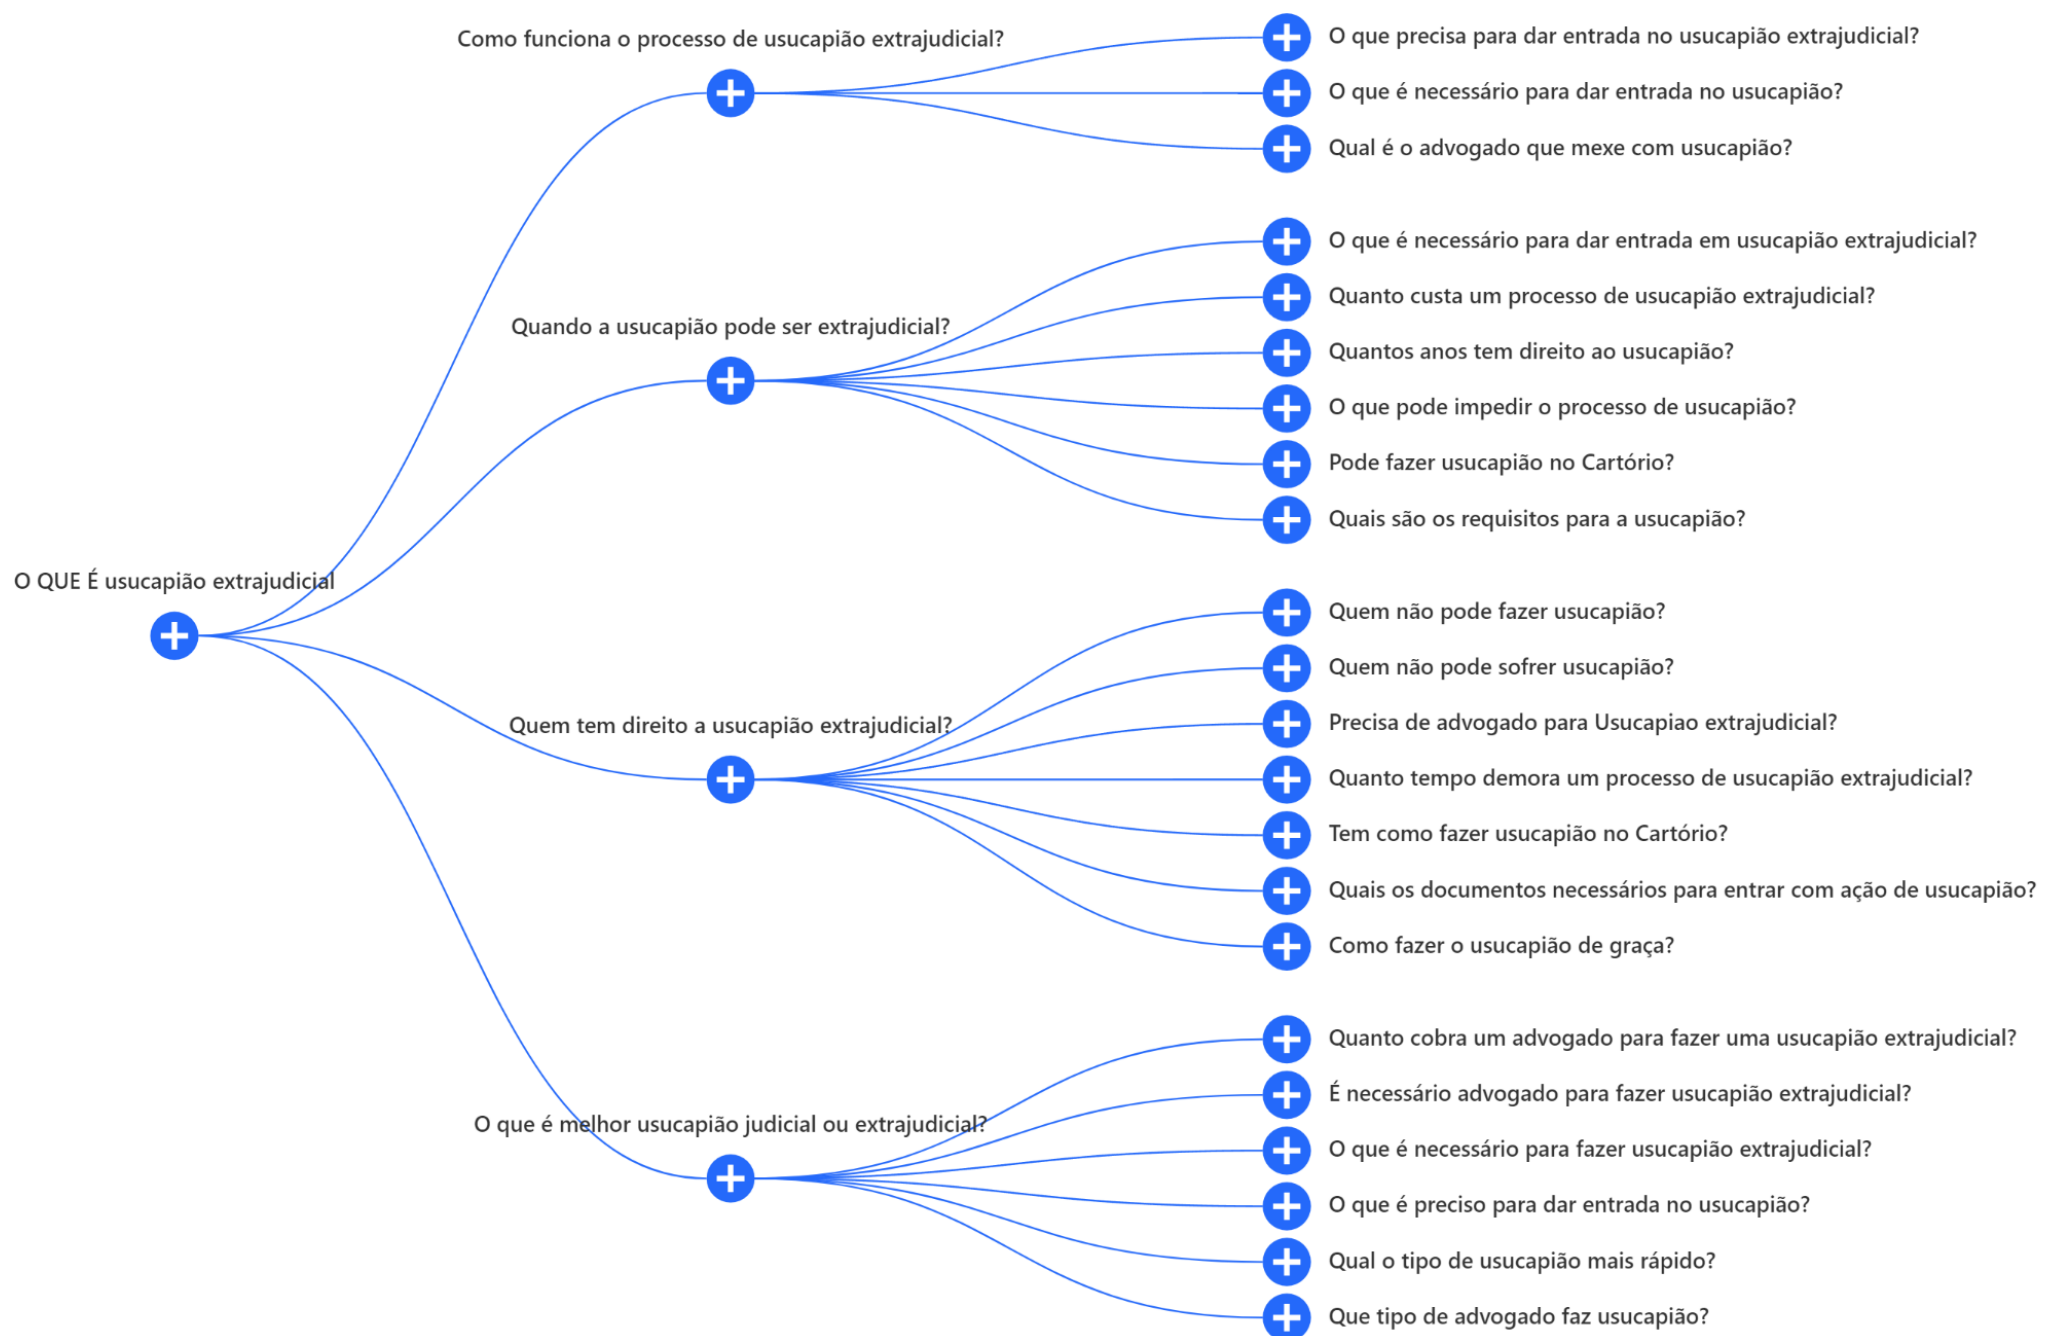 O QUE É usucapião extrajudicial
Como funciona o processo de usucapião extrajudicial?
O que precisa para dar entrada no usucapião extrajudicial?
O que é necessário para dar entrada no usucapião?
Qual é o advogado que mexe com usucapião?
Quando a usucapião pode ser extrajudicial?
O que é necessário para dar entrada em usucapião extrajudicial?
Quanto custa um processo de usucapião extrajudicial?
Quantos anos tem direito ao usucapião?
O que pode impedir o processo de usucapião?
Pode fazer usucapião no Cartório?
Quais são os requisitos para a usucapião?
Quem tem direito a usucapião extrajudicial?
Quem não pode fazer usucapião?
Quem não pode sofrer usucapião?
Precisa de advogado para Usucapiao extrajudicial?
Quanto tempo demora um processo de usucapião extrajudicial?
Tem como fazer usucapião no Cartório?
Quais os documentos necessários para entrar com ação de usucapião?
Como fazer o usucapião de graça?
O que é melhor usucapião judicial ou extrajudicial?
Quanto cobra um advogado para fazer uma usucapião extrajudicial?
É necessário advogado para fazer usucapião extrajudicial?
O que é necessário para fazer usucapião extrajudicial?
O que é preciso para dar entrada no usucapião?
Qual o tipo de usucapião mais rápido?
Que tipo de advogado faz usucapião?